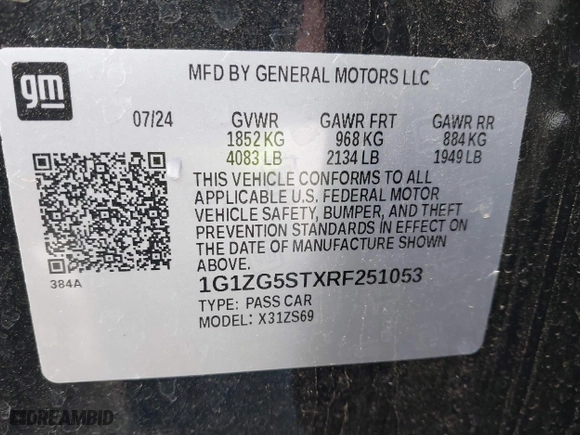 gm
MFD BY GENERAL MOTORS LLC
07/24 GVWR GAWR FRT GAWR RR
1852 KG 968 KG 884 KG
4083 LB 2134 LB 1949 LB
THIS VEHICLE CONFORMS TO ALL
APPLICABLE U.S. FEDERAL MOTOR
VEHICLE SAFETY, BUMPER, AND THEFT
PREVENTION STANDARDS IN EFFECT ON
THE DATE OF MANUFACTURE SHOWN
ABOVE.
384A
1G1ZG5STXRF251053
TYPE: PASS CAR
MODEL: X31ZS69
DREAMBID